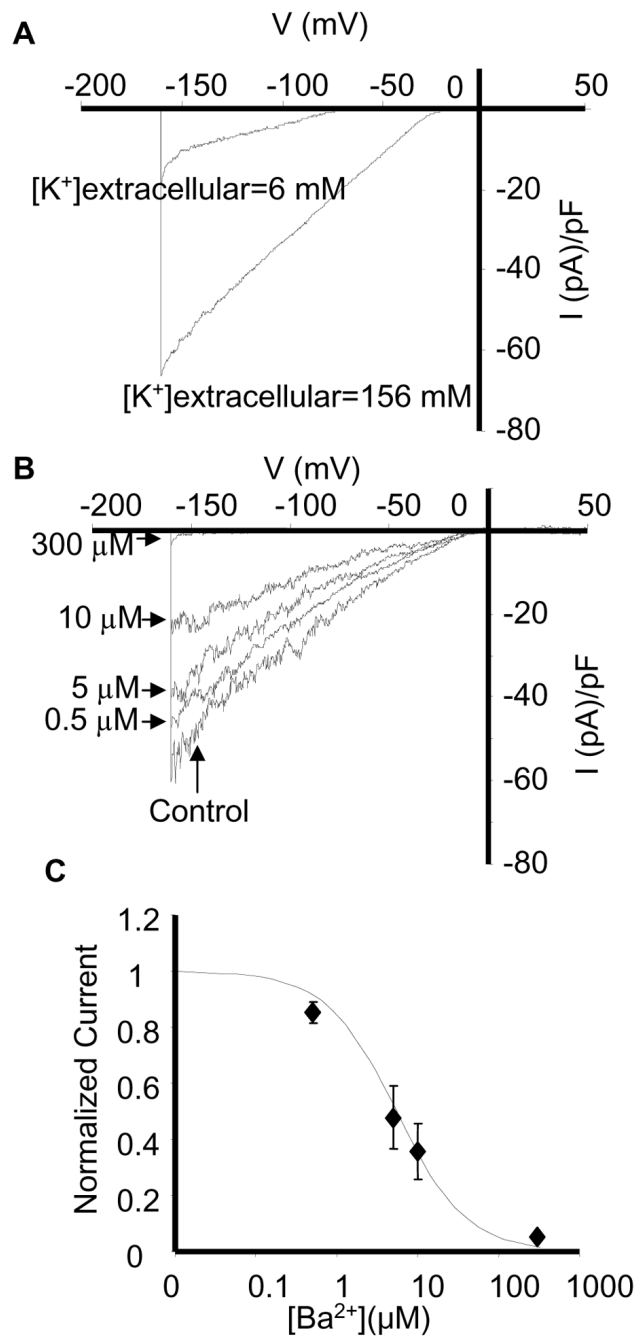 A
V (mV)
-200 -150 -100 -50 0 50
[K+]extracellular=6 mM
-20
-40
-60
-80
I (pA)/pF
[K+]extracellular=156 mM
B
V (mV)
-200 -150 -100 -50 0 50
300 μM
10 μM
5 μM
0.5 μM
Control
-20
-40
-60
-80
I (pA)/pF
C
Normalized Current
1.2
1
0.8
0.6
0.4
0.2
0
0 0.1 1 10 100 1000
[Ba2+](μM)